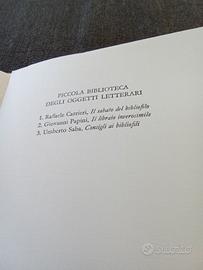 PICCOLA BIBLIOTECA
DEGLI OGGETTI LETTERARI
1. Raffaele Carrieri, Il sabato del bibliofilo
2. Giovanni Papini, Il libraio inverosimile
3. Umberto Saba, Consigli ai bibliofili
subito